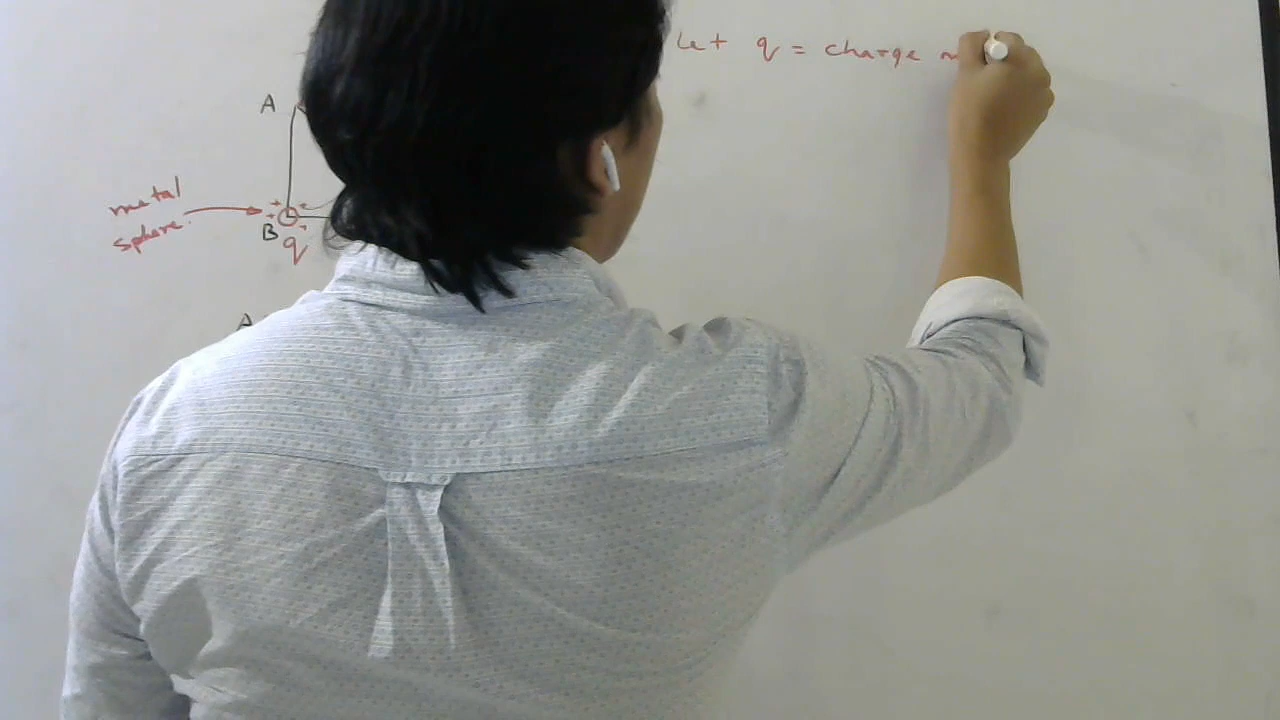 Let q = charge
A
metal
sphere.
B
q
A